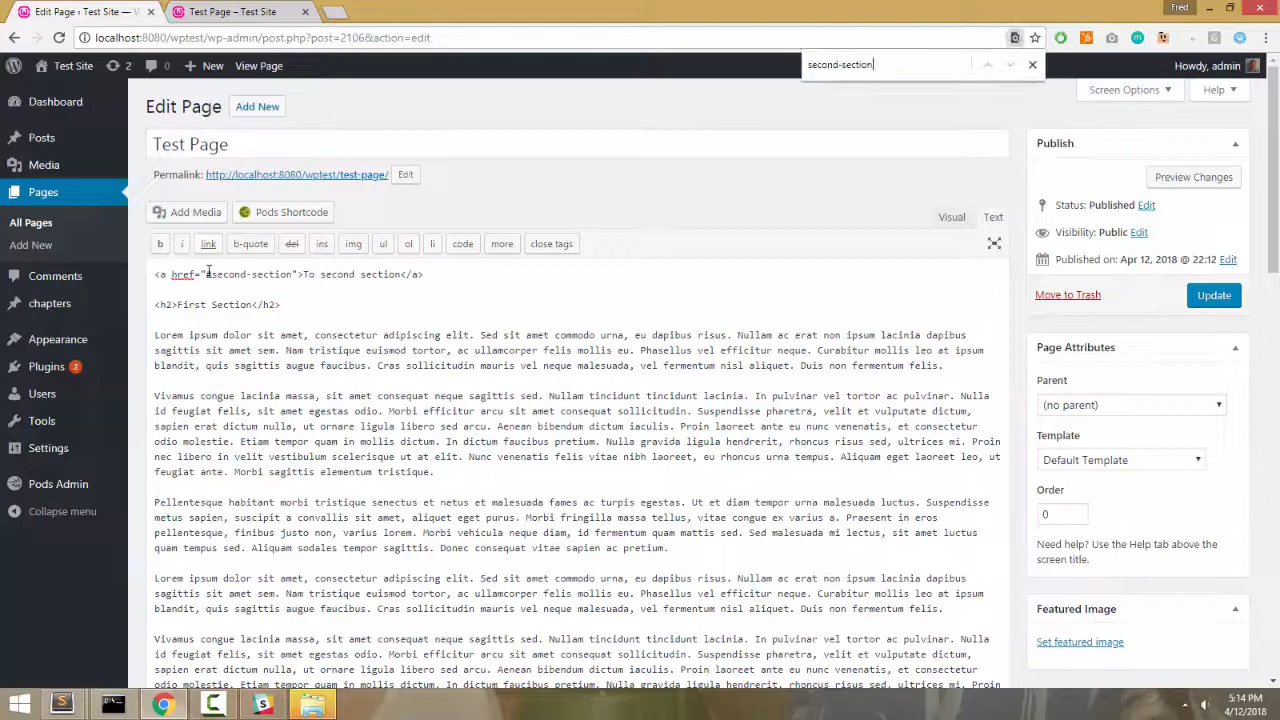 Edit Page ‹ Test Site —
Test Page – Test Site
Fred
localhost:8080/wptest/wp-admin/post.php?post=2106&action=edit
second-section
Test Site
2
0
New
View Page
Howdy, admin
Dashboard
Posts
Media
Pages
All Pages
Add New
Comments
chapters
Appearance
Plugins 2
Users
Tools
Settings
Pods Admin
Collapse menu
Edit Page
Add New
Screen Options
Help
Test Page
Permalink: http://localhost:8080/wptest/test-page/ Edit
Add Media
Pods Shortcode
Visual
Text
b
i
link
b-quote
del
ins
img
ul
ol
li
code
more
close tags
<a href="#second-section">To second section</a>
<h2>First Section</h2>
Lorem ipsum dolor sit amet, consectetur adipiscing elit. Sed sit amet commodo urna, eu dapibus risus. Nullam ac erat non ipsum lacinia dapibus
sagittis sit amet sem. Nam tristique euismod tortor, ac ullamcorper felis mollis eu. Phasellus vel efficitur neque. Curabitur mollis leo at ipsum
blandit, quis sagittis augue faucibus. Cras sollicitudin mauris vel neque malesuada, vel fermentum nisl aliquet. Duis non fermentum felis.
Vivamus congue lacinia massa, sit amet consequat neque sagittis sed. Nullam tincidunt tincidunt lacinia. In pulvinar vel tortor ac pulvinar. Nulla
id feugiat felis, sit amet egestas odio. Morbi efficitur arcu sit amet consequat sollicitudin. Suspendisse pharetra, velit et vulputate dictum,
sapien erat dictum nulla, ut ornare ligula libero sed arcu. Aenean bibendum dictum iaculis. Proin laoreet ante eu nunc venenatis, et consectetur
odio molestie. Etiam tempor quam in mollis dictum. In dictum faucibus pretium. Nulla gravida ligula hendrerit, rhoncus risus sed, ultrices mi. Proin
nec libero in velit vestibulum scelerisque ut at elit. Nunc venenatis felis vitae nibh laoreet, eu rhoncus urna tempus. Aliquam eget laoreet leo, ut
feugiat ante. Morbi sagittis elementum tristique.
Pellentesque habitant morbi tristique senectus et netus et malesuada fames ac turpis egestas. Ut et diam tempor urna malesuada luctus. Suspendisse
metus sapien, suscipit a convallis sit amet, aliquet eget purus. Morbi fringilla massa tellus, vitae congue ex varius a. Praesent in eros
pellentesque, finibus justo non, varius lorem. Morbi vehicula neque diam, id fermentum quam mattis sed. Sed malesuada mi lectus, sit amet luctus
quam tempus sed. Aliquam sodales tempor sagittis. Donec consequat vitae sapien ac pretium.
Lorem ipsum dolor sit amet, consectetur adipiscing elit. Sed sit amet commodo urna, eu dapibus risus. Nullam ac erat non ipsum lacinia dapibus
sagittis sit amet sem. Nam tristique euismod tortor, ac ullamcorper felis mollis eu. Phasellus vel efficitur neque. Curabitur mollis leo at ipsum
blandit, quis sagittis augue faucibus. Cras sollicitudin mauris vel neque malesuada, vel fermentum nisl aliquet. Duis non fermentum felis.
Vivamus congue lacinia massa, sit amet consequat neque sagittis sed. Nullam tincidunt tincidunt lacinia. In pulvinar vel tortor ac pulvinar. Nulla
id feugiat felis, sit amet egestas odio. Morbi efficitur arcu sit amet consequat sollicitudin. Suspendisse pharetra, velit et vulputate dictum,
sapien erat dictum nulla, ut ornare ligula libero sed arcu. Aenean bibendum dictum iaculis. Proin laoreet ante eu nunc venenatis, et consectetur
odio molestie. Etiam tempor quam in mollis dictum. In dictum faucibus pretium. Nulla gravida ligula hendrerit, rhoncus risus sed, ultrices mi. Proin
Publish
Preview Changes
Status: Published Edit
Visibility: Public Edit
Published on: Apr 12, 2018 @ 22:12 Edit
Move to Trash
Update
Page Attributes
Parent
(no parent)
Template
Default Template
Order
0
Need help? Use the Help tab above the
screen title.
Featured Image
Set featured image
5:14 PM
4/12/2018